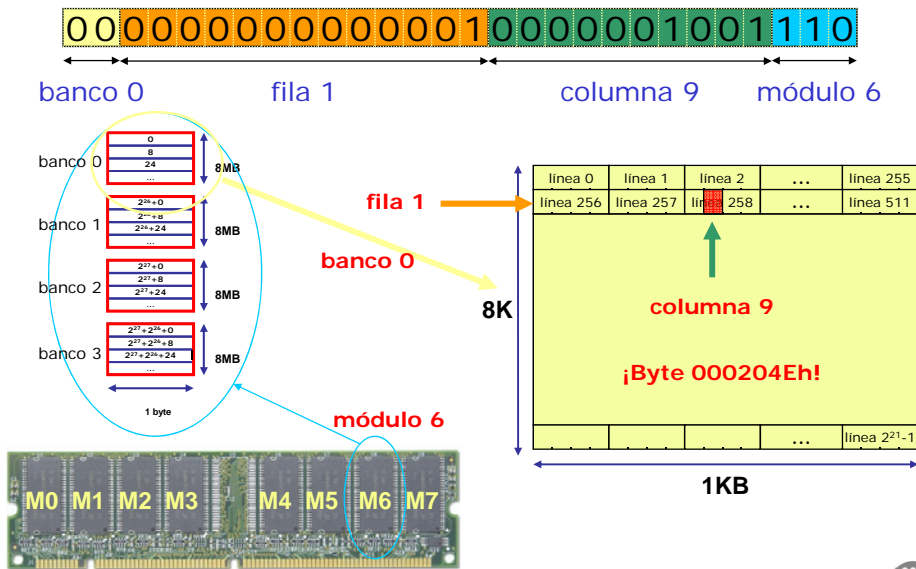 00 0000000000001 0000001001 110
banco 0 fila 1 columna 9 módulo 6
banco 0
0
8
24
...
8MB
banco 1
2²⁶+0
+8
2²⁶+24
...
8MB
banco 2
2²⁷+0
2²⁷+8
2²⁷+24
...
8MB
banco 3
2²⁷+2²⁶+0
2²⁷+2²⁶+8
2²⁷+2²⁶+24
...
8MB
1 byte
módulo 6
M0 M1 M2 M3 M4 M5 M6 M7
fila 1
banco 0
8K
línea 0 línea 1 línea 2 ... línea 255
línea 256 línea 257 línea 258 ... línea 511
columna 9
¡Byte 000204Eh!
... línea 2²¹-1
1KB